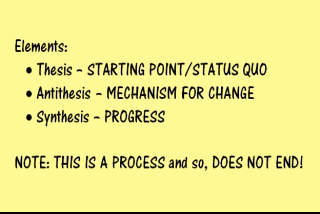 Elements:
• Thesis – STARTING POINT/STATUS QUO
• Antithesis – MECHANISM FOR CHANGE
• Synthesis – PROGRESS
NOTE: THIS IS A PROCESS and so, DOES NOT END!